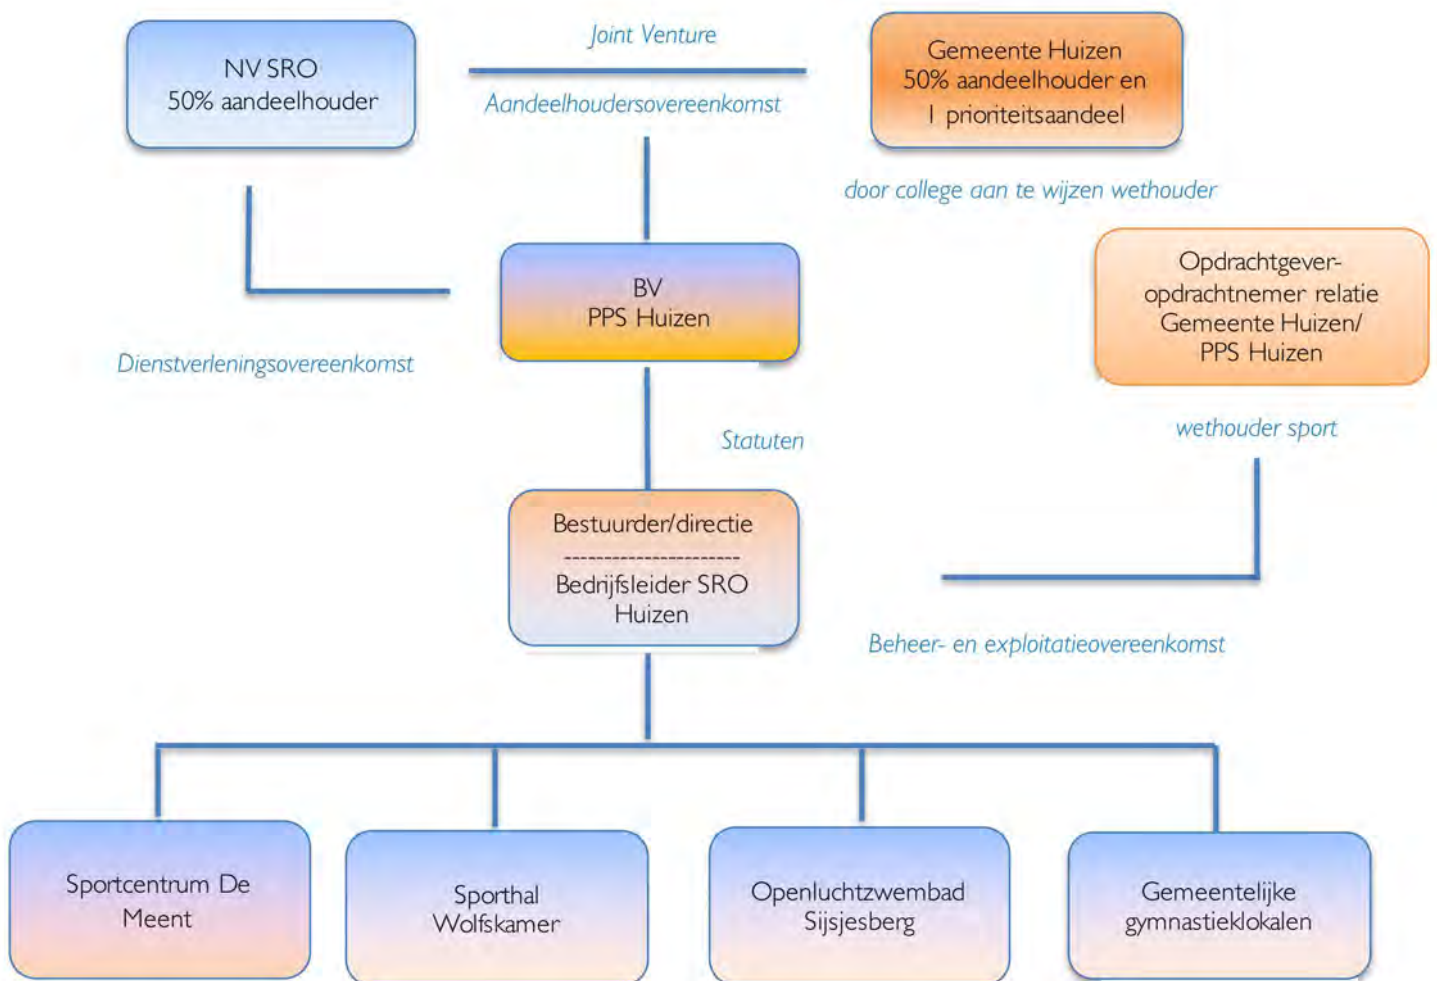 Joint Venture
NV SRO
50% aandeelhouder
Gemeente Huizen
50% aandeelhouder en
1 prioriteitsaandeel
Aandeelhoudersovereenkomst
door college aan te wijzen wethouder
BV
PPS Huizen
Opdrachtgever-
opdrachtnemer relatie
Gemeente Huizen/
PPS Huizen
Dienstverleningsovereenkomst
wethouder sport
Statuten
Bestuurder/directie
----------------------
Bedrijfsleider SRO
Huizen
Beheer- en exploitatieovereenkomst
Sportcentrum De
Meent
Sporthal
Wolfskamer
Openluchtzwembad
Sijsjesberg
Gemeentelijke
gymnastieklokalen